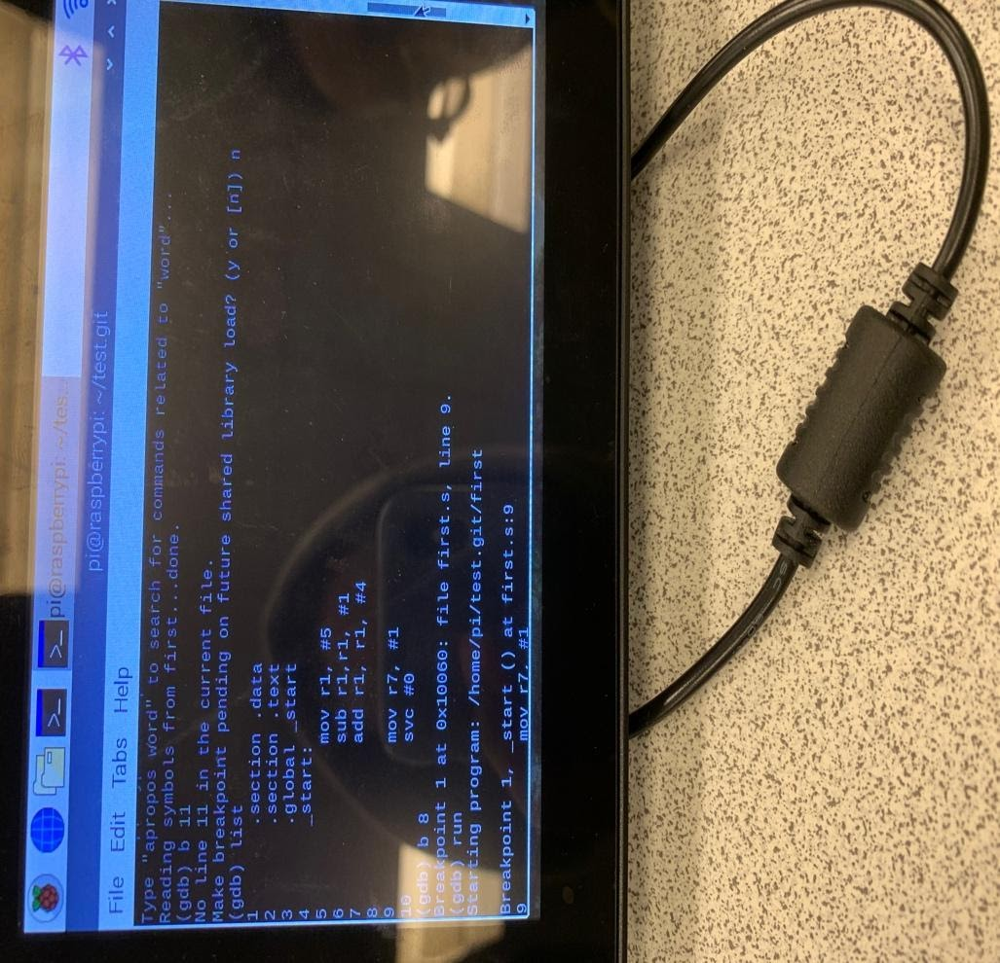 pi@raspberrypi: ~/tes...
pi@raspberrypi: ~/test.git
File Edit Tabs Help
Type "apropos word" to search for commands related to "word"...
Reading symbols from first...done.
(gdb) b 11
No line 11 in the current file.
Make breakpoint pending on future shared library load? (y or [n]) n
(gdb) list
1 .section .data
2 .section .text
3 .global _start
4 _start:
5 mov r1, #5
6 sub r1,r1, #1
7 add r1, r1, #4
8
9 mov r7, #1
10 svc #0
(gdb) b 8
Breakpoint 1 at 0x10060: file first.s, line 9.
(gdb) run
Starting program: /home/pi/test.git/first
Breakpoint 1, _start () at first.s:9
9 mov r7, #1